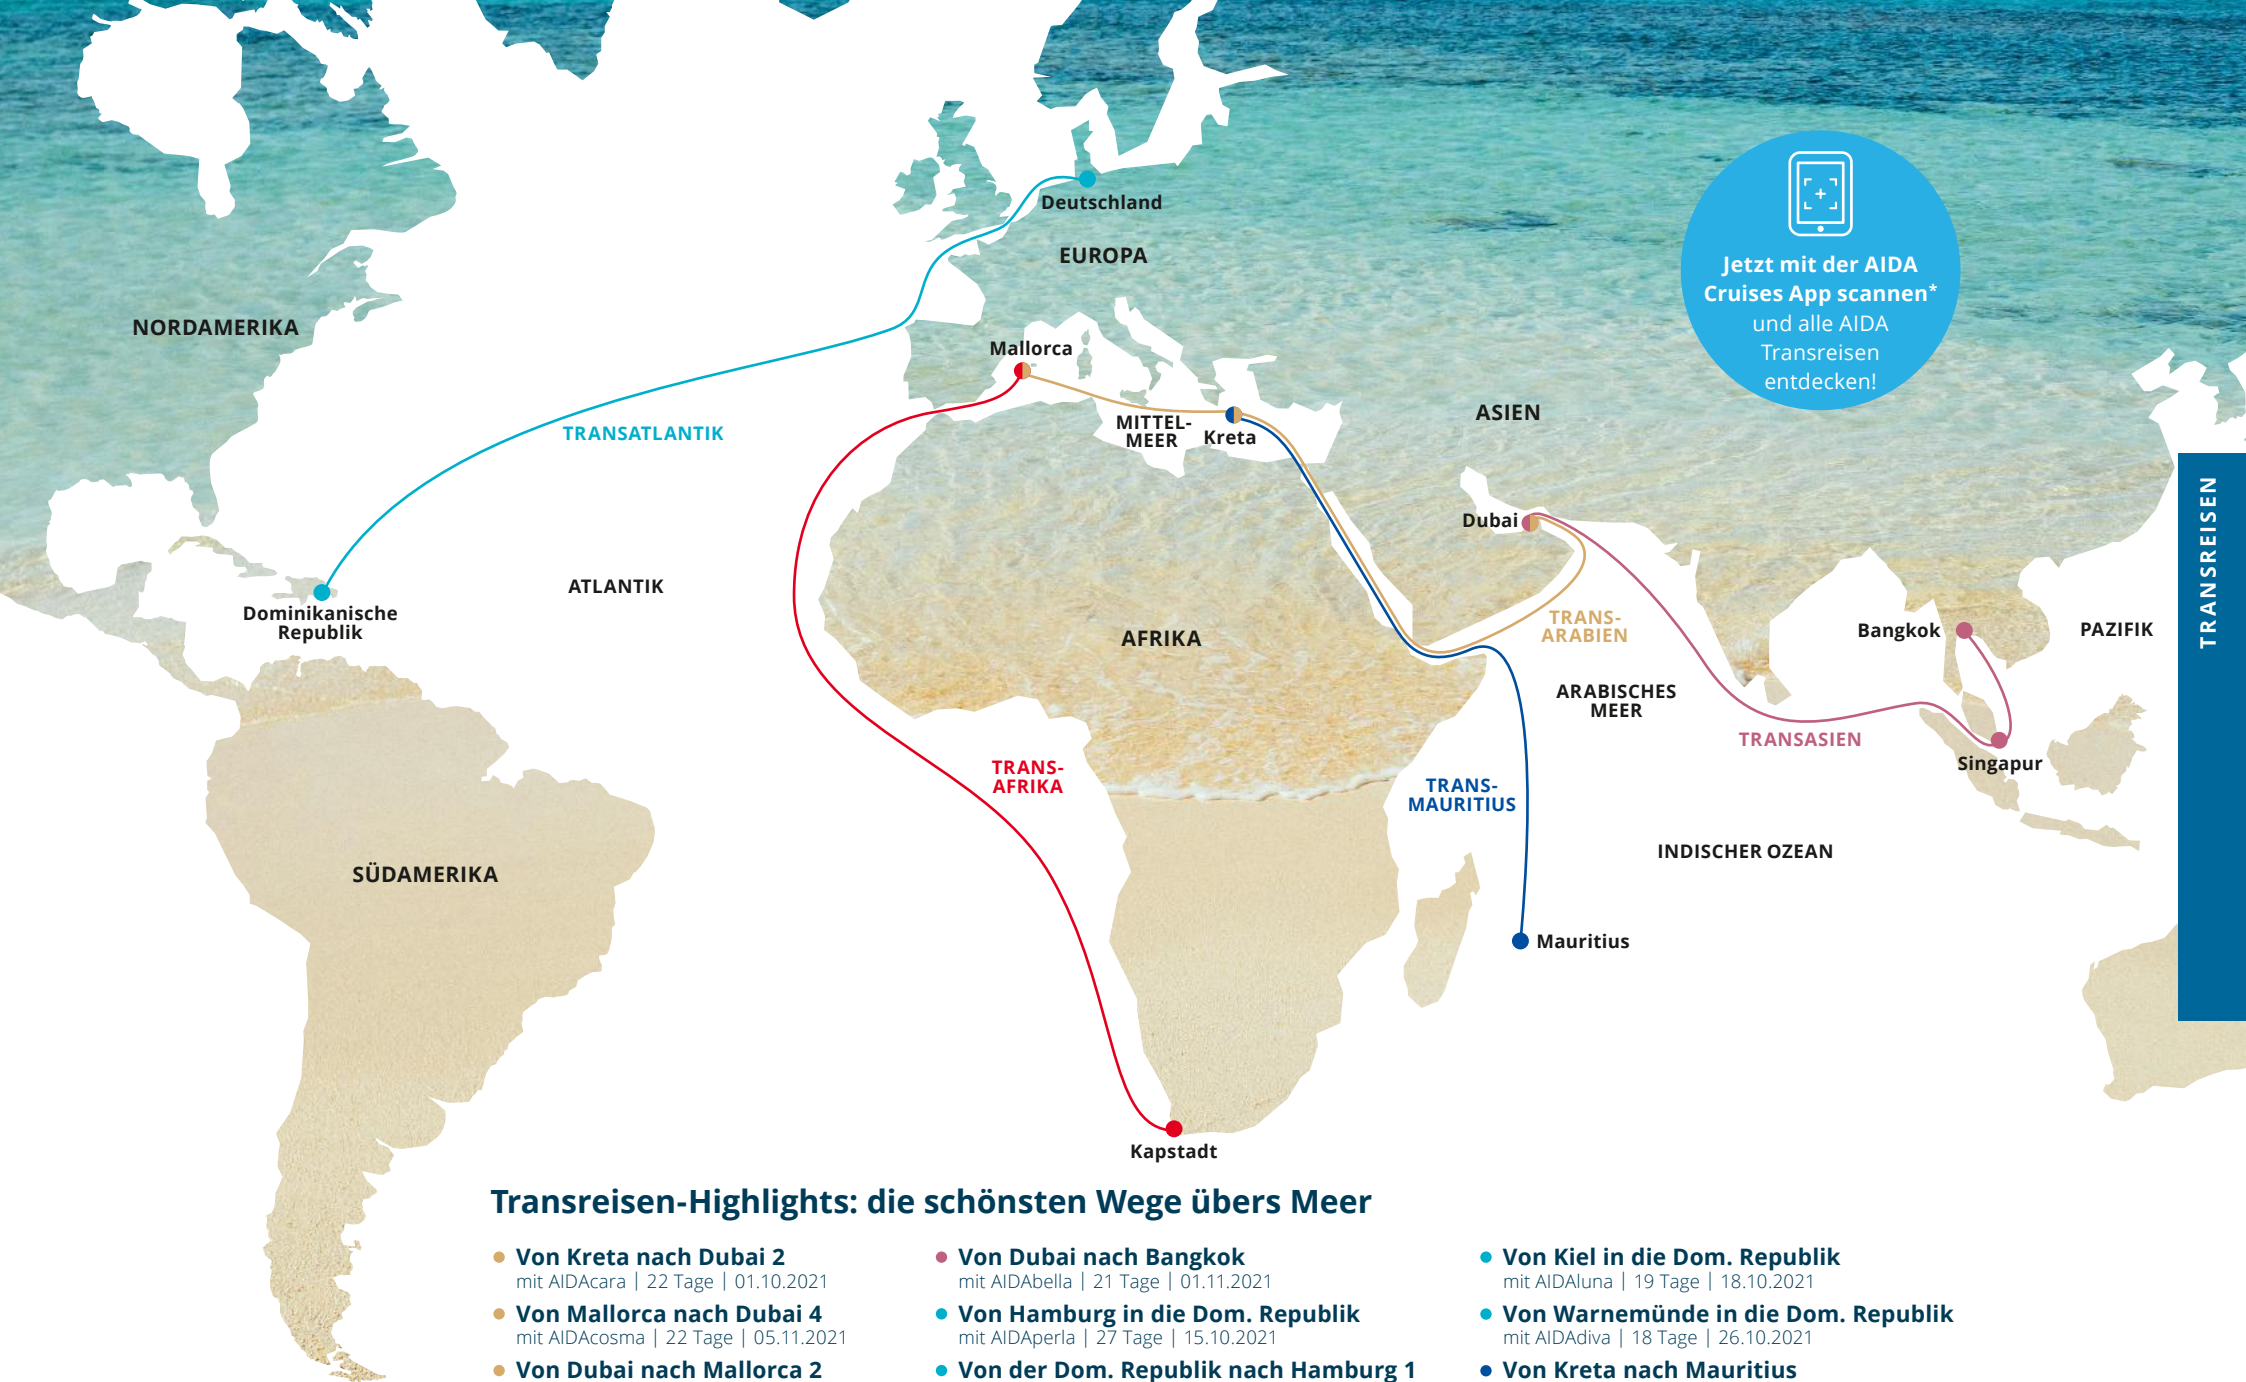 Jetzt mit der AIDA
Cruises App scannen*
und alle AIDA
Transreisen
entdecken!
Deutschland
EUROPA
NORDAMERIKA
Mallorca
MITTEL-
MEER
Kreta
ASIEN
TRANSATLANTIK
Dubai
TRANSREISEN
ATLANTIK
Dominikanische
Republik
AFRIKA
TRANS-
ARABIEN
Bangkok
PAZIFIK
ARABISCHES
MEER
TRANSASIEN
Singapur
TRANS-
AFRIKA
TRANS-
MAURITIUS
INDISCHER OZEAN
SÜDAMERIKA
Mauritius
Kapstadt
Transreisen-Highlights: die schönsten Wege übers Meer
Von Kreta nach Dubai 2
mit AIDAcara | 22 Tage | 01.10.2021
Von Mallorca nach Dubai 4
mit AIDAcosma | 22 Tage | 05.11.2021
Von Dubai nach Mallorca 2
Von Dubai nach Bangkok
mit AIDAbella | 21 Tage | 01.11.2021
Von Hamburg in die Dom. Republik
mit AIDAperla | 27 Tage | 15.10.2021
Von der Dom. Republik nach Hamburg 1
Von Kiel in die Dom. Republik
mit AIDAluna | 19 Tage | 18.10.2021
Von Warnemünde in die Dom. Republik
mit AIDAdiva | 18 Tage | 26.10.2021
Von Kreta nach Mauritius